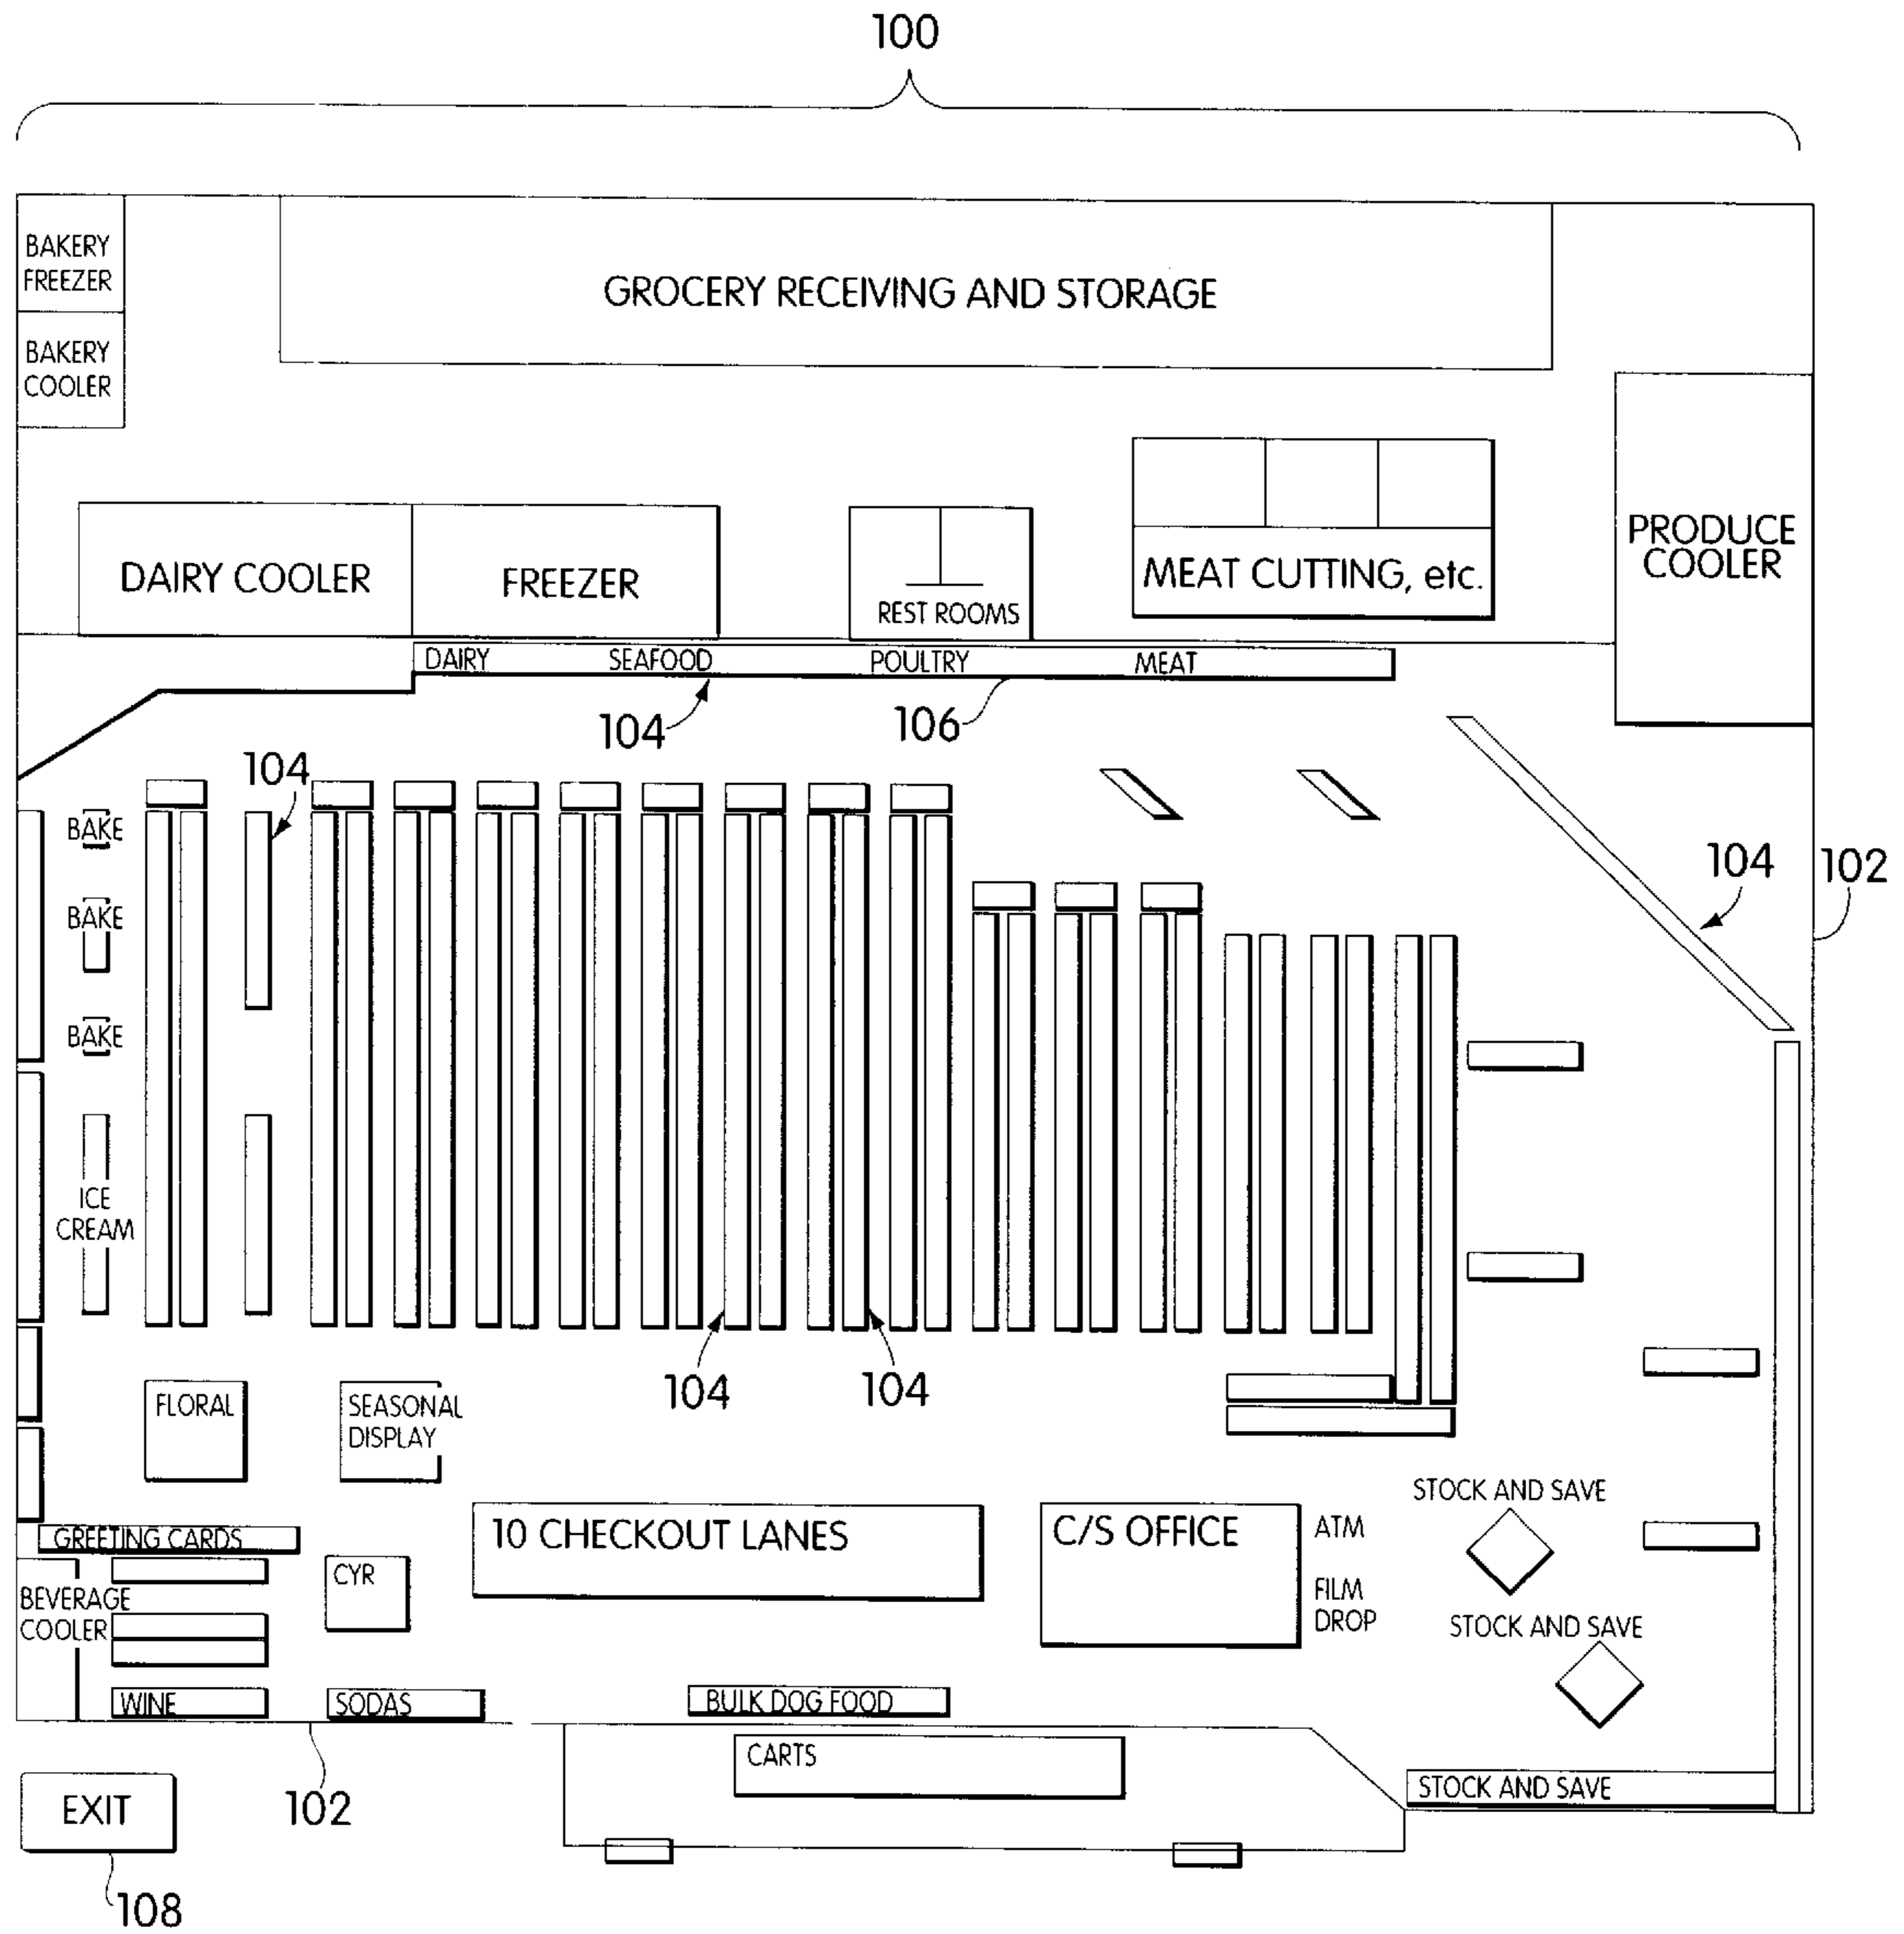 100
BAKERY
FREEZER
GROCERY RECEIVING AND STORAGE
BAKERY
COOLER
PRODUCE
COOLER
DAIRY COOLER
FREEZER
REST ROOMS
MEAT CUTTING, etc.
DAIRY SEAFOOD POULTRY MEAT
104
106
104
BAKE
104
102
BAKE
BAKE
ICE
CREAM
104
104
FLORAL
SEASONAL
DISPLAY
STOCK AND SAVE
GREETING CARDS
10 CHECKOUT LANES
C/S OFFICE
ATM
CYR
FILM
DROP
BEVERAGE
COOLER
STOCK AND SAVE
WINE
SODAS
BULK DOG FOOD
CARTS
STOCK AND SAVE
EXIT
102
108